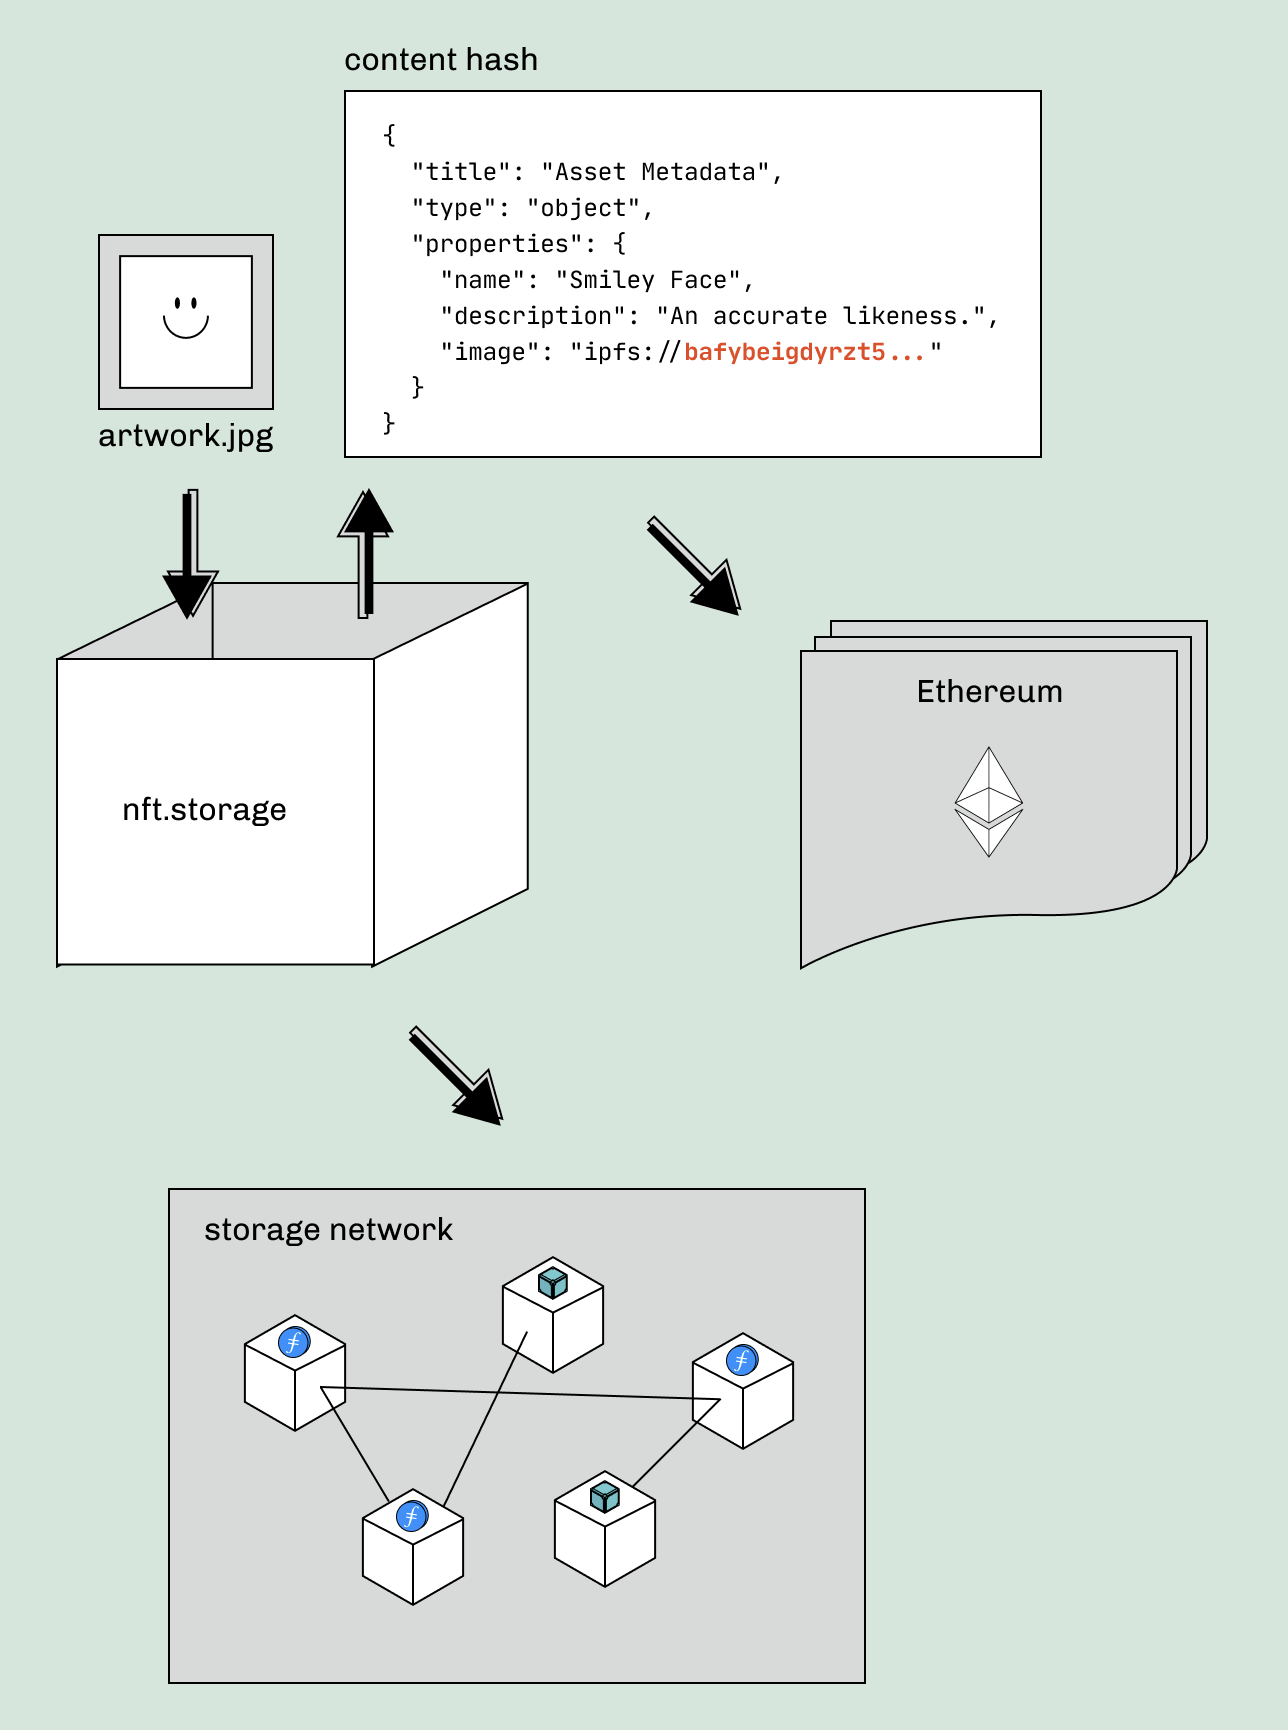 content hash
{
"title": "Asset Metadata",
"type": "object",
"properties": {
"name": "Smiley Face",
"description": "An accurate likeness.",
"image": "ipfs://bafybeigdyrzt5..."
}
}
artwork.jpg
Ethereum
nft.storage
storage network